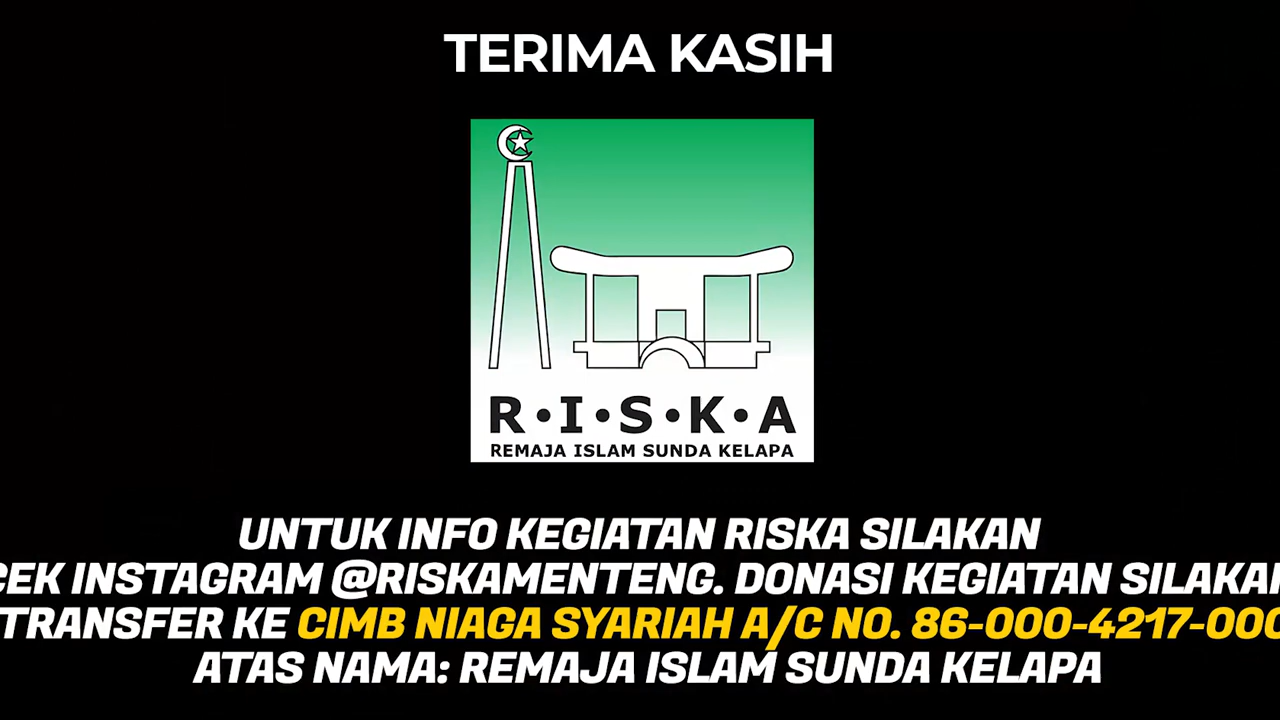 TERIMA KASIH
R•I•S•K•A
REMAJA ISLAM SUNDA KELAPA
UNTUK INFO KEGIATAN RISKA SILAKAN
CEK INSTAGRAM @RISKAMENTENG. DONASI KEGIATAN SILAKAN
TRANSFER KE CIMB NIAGA SYARIAH A/C NO. 86-000-4217-000
ATAS NAMA: REMAJA ISLAM SUNDA KELAPA